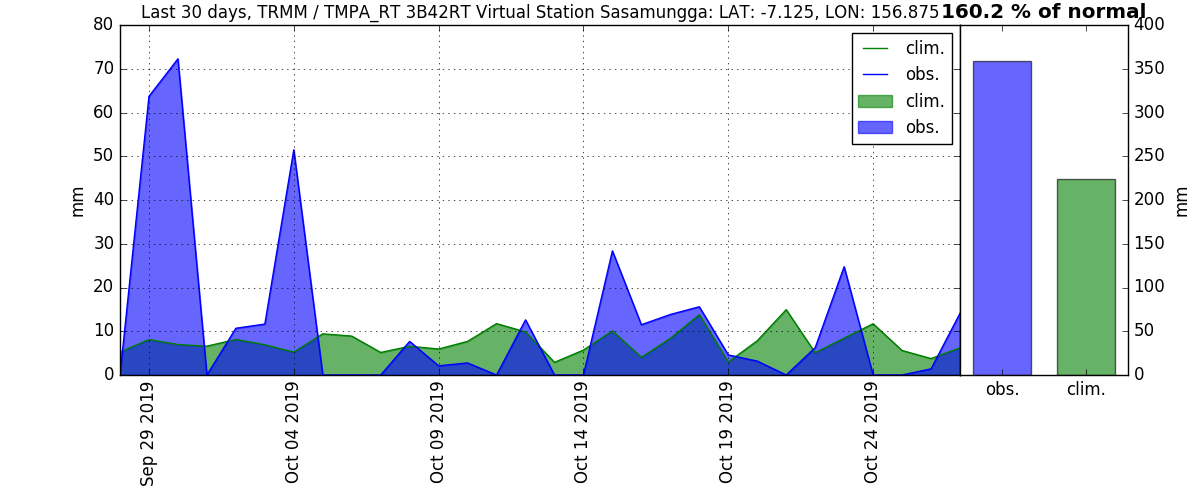 Last 30 days, TRMM / TMPA_RT 3B42RT Virtual Station Sasamungga: LAT: -7.125, LON: 156.875
160.2 % of normal
80
70
60
50
40
30
20
10
0
mm
clim.
obs.
clim.
obs.
Sep 29 2019
Oct 04 2019
Oct 09 2019
Oct 14 2019
Oct 19 2019
Oct 24 2019
400
350
300
250
200
150
100
50
0
mm
obs.
clim.